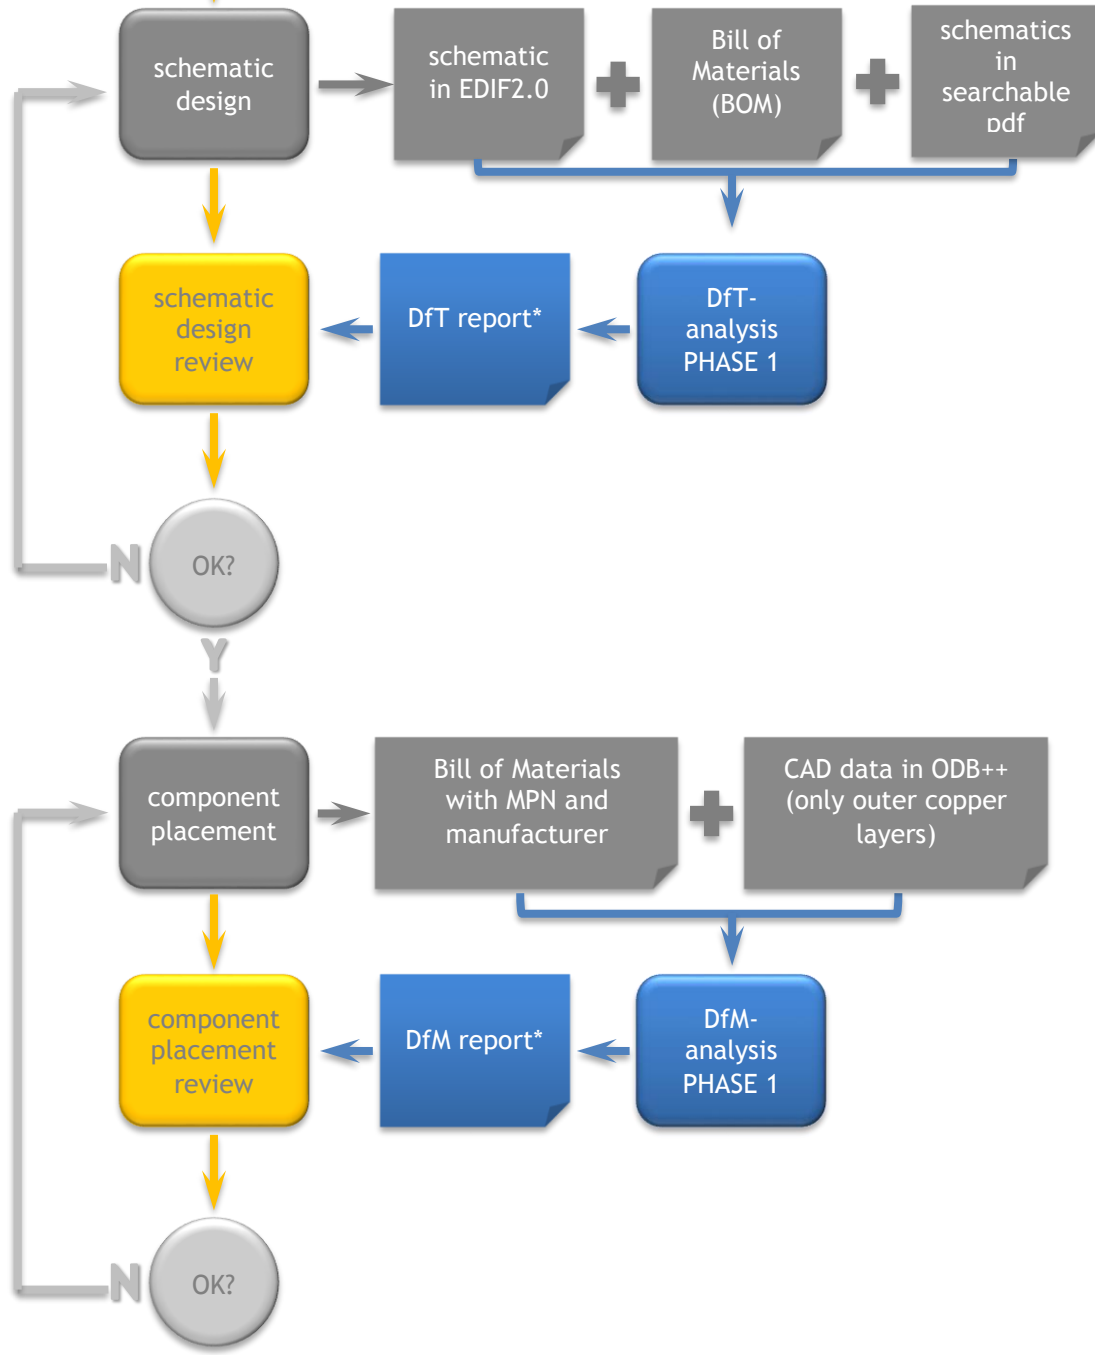 schematic
design
schematic
in EDIF2.0
Bill of
Materials
(BOM)
schematics
in
searchable
pdf
schematic
design
review
DfT report*
DfT-
analysis
PHASE 1
OK?
N
Y
component
placement
Bill of Materials
with MPN and
manufacturer
CAD data in ODB++
(only outer copper
layers)
component
placement
review
DfM report*
DfM-
analysis
PHASE 1
OK?
N